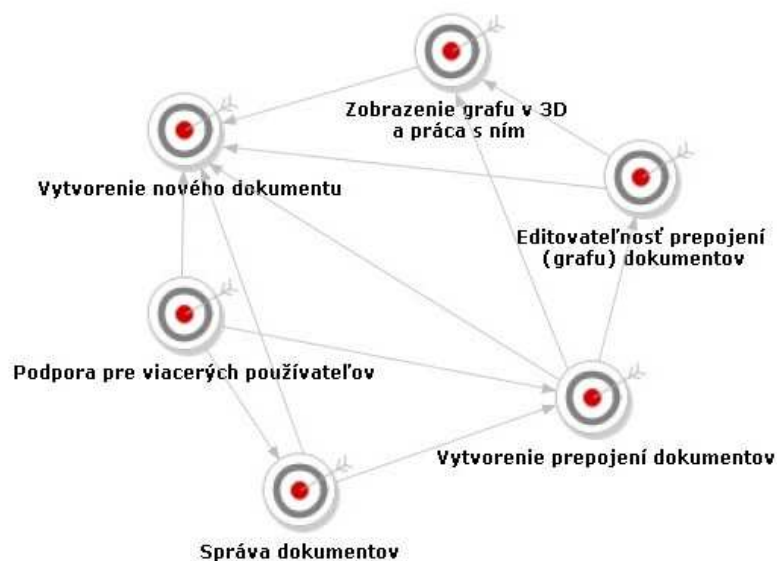 Zobrazenie grafu v 3D
a práca s ním
Vytvorenie nového dokumentu
Editovateľnosť prepojení
(grafu) dokumentov
Podpora pre viacerých používateľov
Vytvorenie prepojení dokumentov
Správa dokumentov